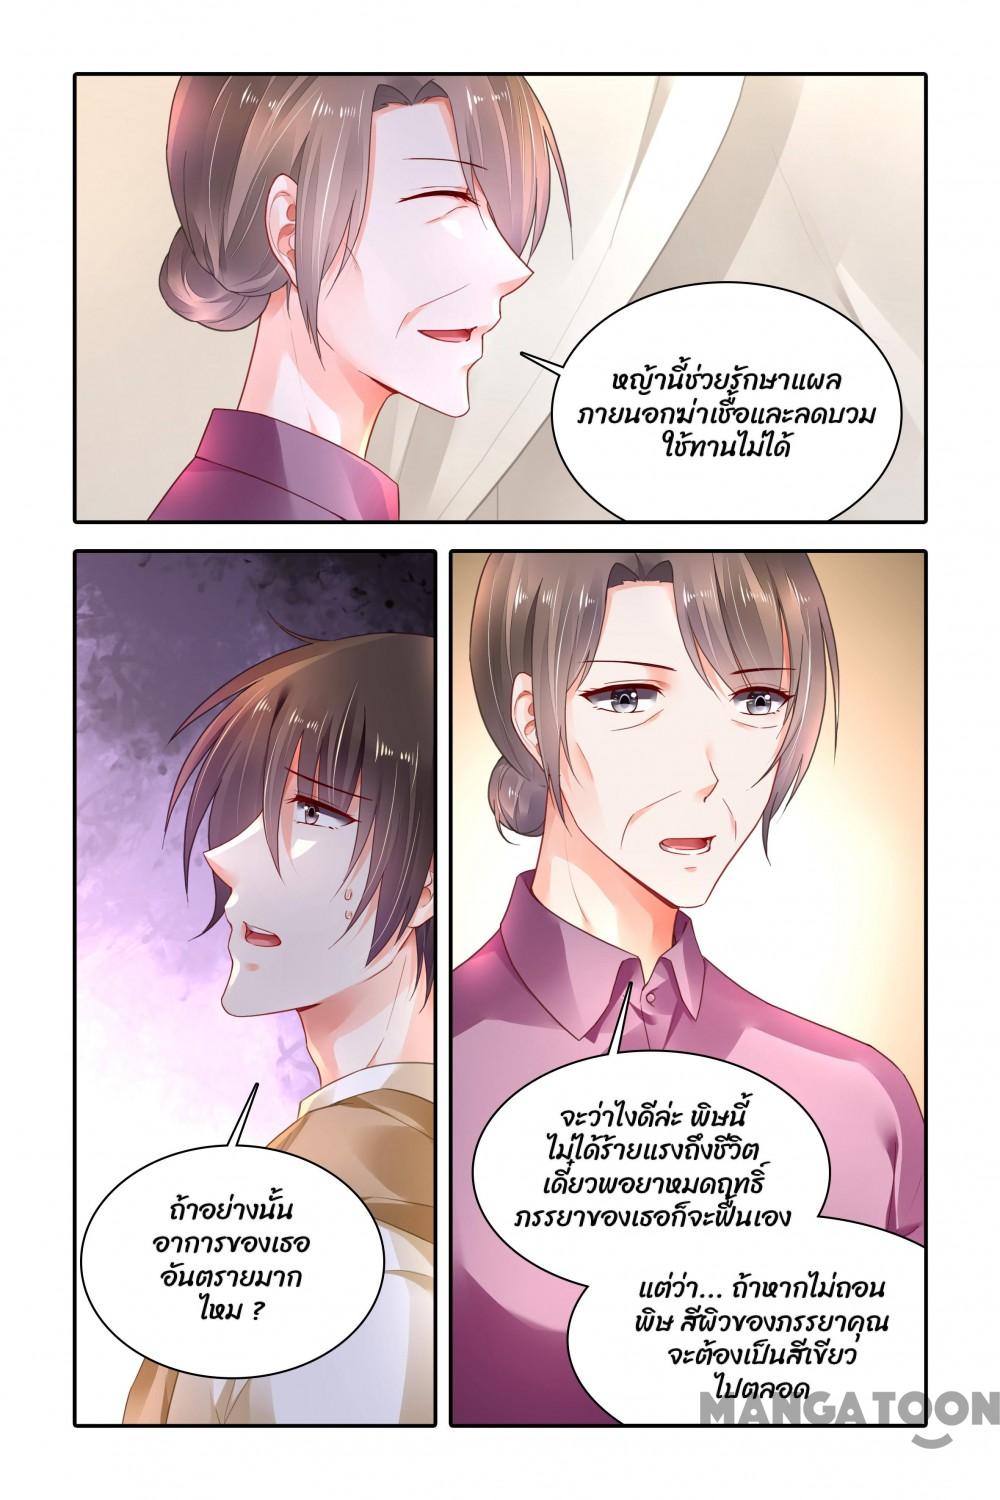 หญ้านี้ช่วยรักษาแผล
ภายนอกฆ่าเชื้อและลดบวม
ใช้ทานไม่ได้
ถ้าอย่างนั้น
อาการของเธอ
อันตรายมาก
ไหม ?
จะว่าไงดีล่ะ พิษนี้
ไม่ได้ร้ายแรงถึงชีวิต
เดี๋ยวพอยาหมดฤทธิ์
ภรรยาของเธอก็จะฟื้นเอง
แต่ว่า... ถ้าหากไม่ถอน
พิษ สีผิวของภรรยาคุณ
จะต้องเป็นสีเขียว
ไปตลอด
MANGATOON